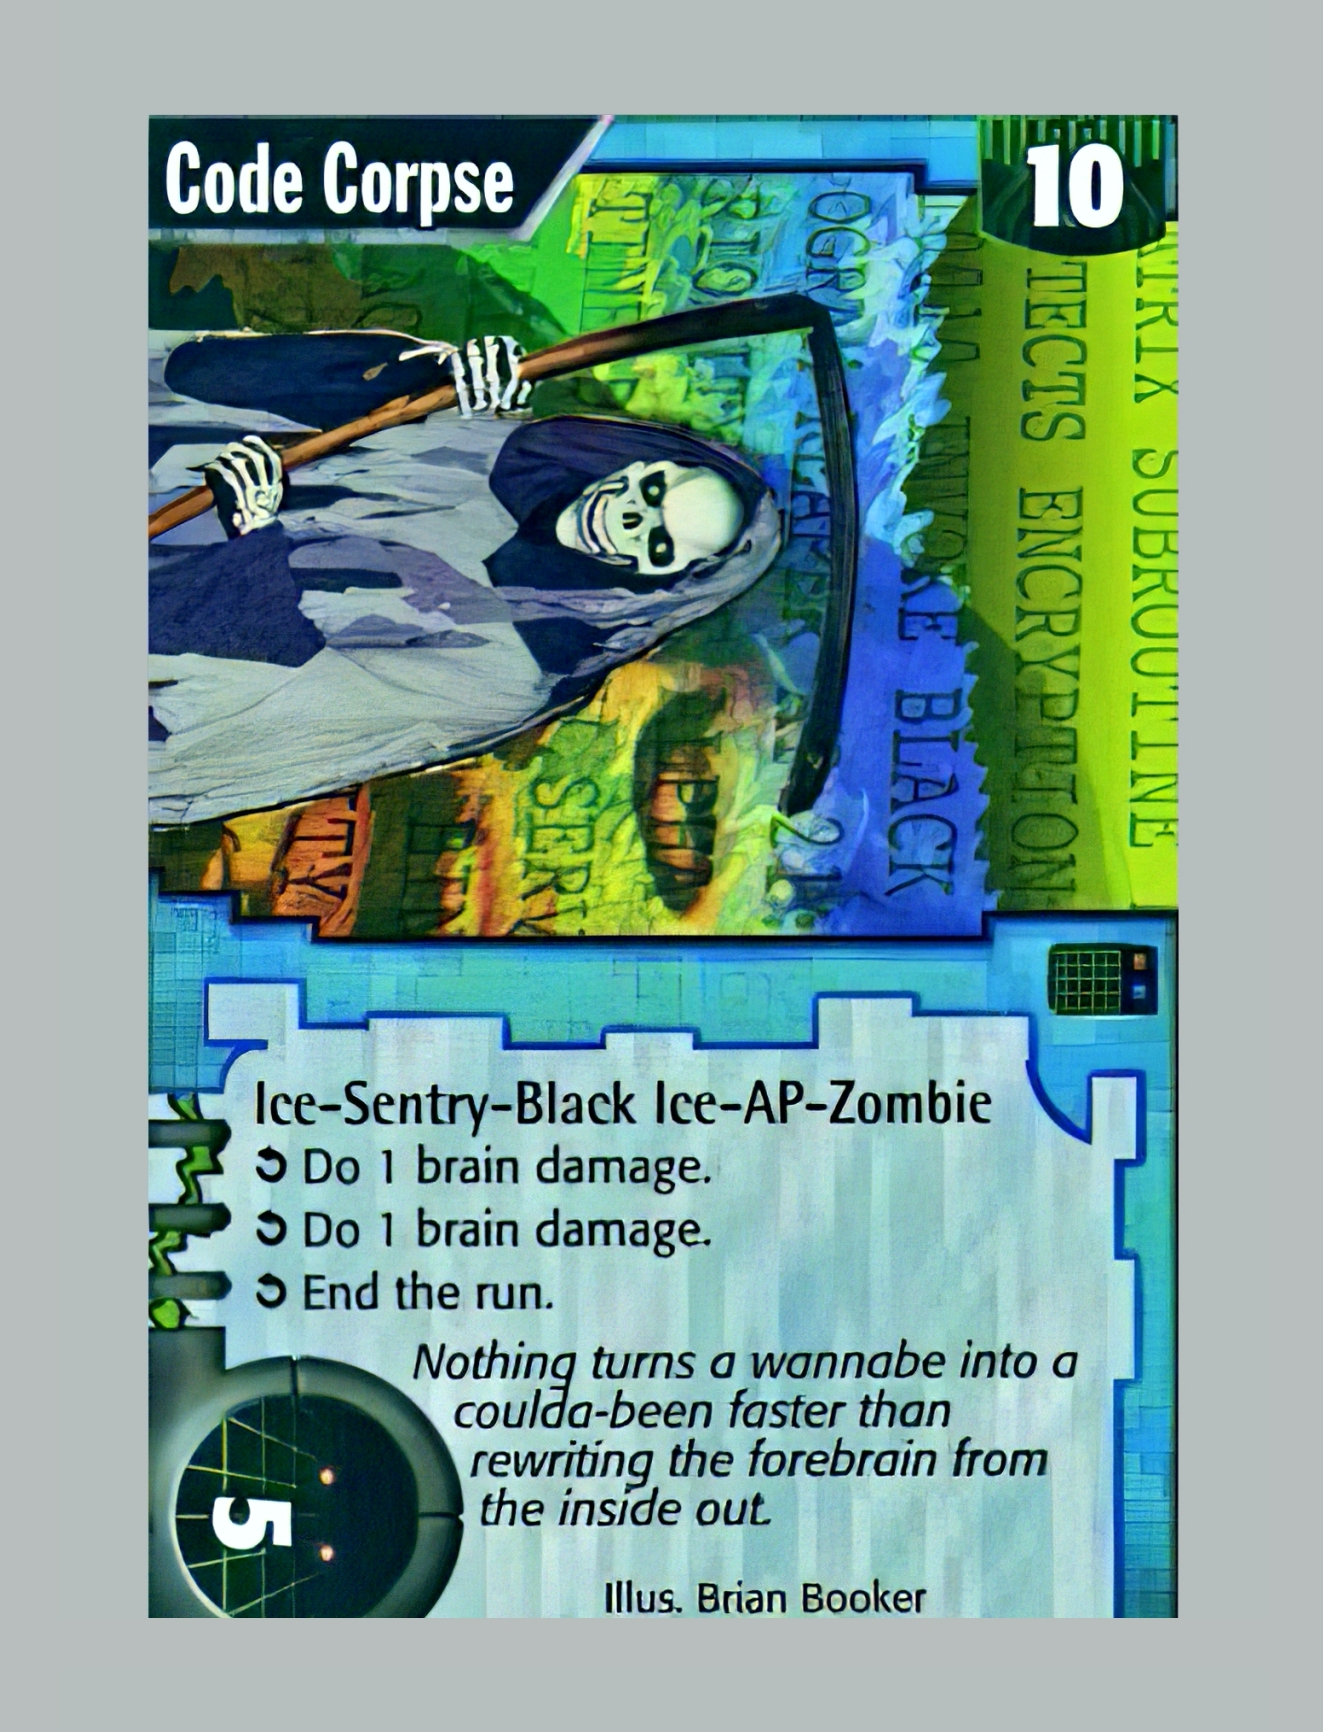 Code Corpse
10
TRIX SUBROUTINE
TECTS ENCRYPTION
BLACK
Ice-Sentry-Black Ice-AP-Zombie
Do 1 brain damage.
Do 1 brain damage.
End the run.
Nothing turns a wannabe into a
coulda-been faster than
rewriting the forebrain from
the inside out.
5
Illus. Brian Booker